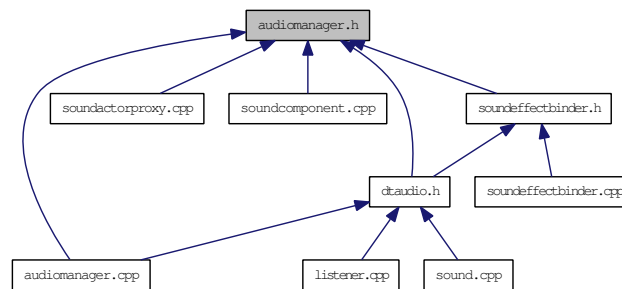 audiomanager.h
soundactorproxy.cpp
soundcomponent.cpp
soundeffectbinder.h
dtaudio.h
soundeffectbinder.cpp
audiomanager.cpp
listener.cpp
sound.cpp